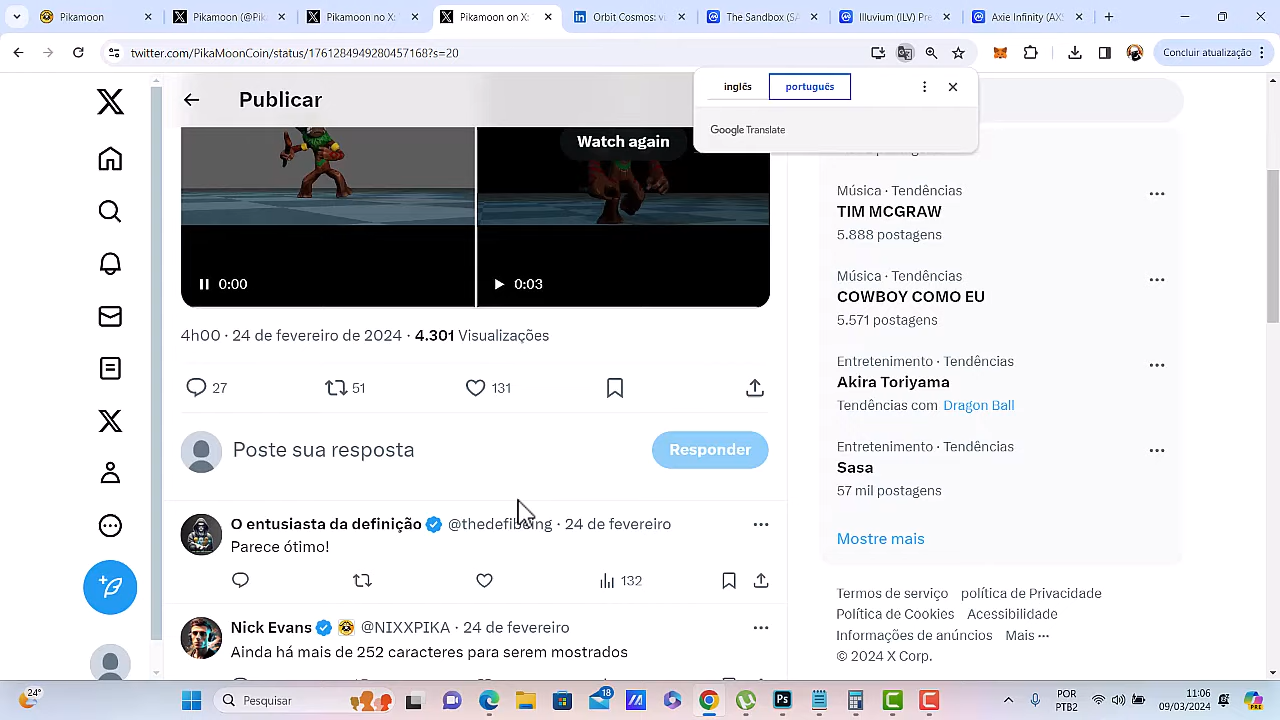 Pikamoon
Pikamoon (@Pik
Pikamoon no X
Pikamoon on X:
Orbit Cosmos: v
The Sandbox (SA
Illuvium (ILV) Pre
Axie Infinity (AXS
twitter.com/PikaMoonCoin/status/1761284949280457168?s=20
Concluir atualização
inglês
português
Google Translate
Publicar
Watch again
0:00
0:03
4h00 · 24 de fevereiro de 2024 · 4.301 Visualizações
27
51
131
Poste sua resposta
Responder
O entusiasta da definição @thedefibeing · 24 de fevereiro
Parece ótimo!
132
Nick Evans @NIXXPIKA · 24 de fevereiro
Ainda há mais de 252 caracteres para serem mostrados
Música · Tendências
TIM MCGRAW
5.888 postagens
Música · Tendências
COWBOY COMO EU
5.571 postagens
Entretenimento · Tendências
Akira Toriyama
Tendências com Dragon Ball
Entretenimento · Tendências
Sasa
57 mil postagens
Mostre mais
Termos de serviço política de Privacidade
Política de Cookies Acessibilidade
Informações de anúncios Mais ···
© 2024 X Corp.
24°
Pesquisar
18
Ps
POR
PTB2
11:06
09/03/2024